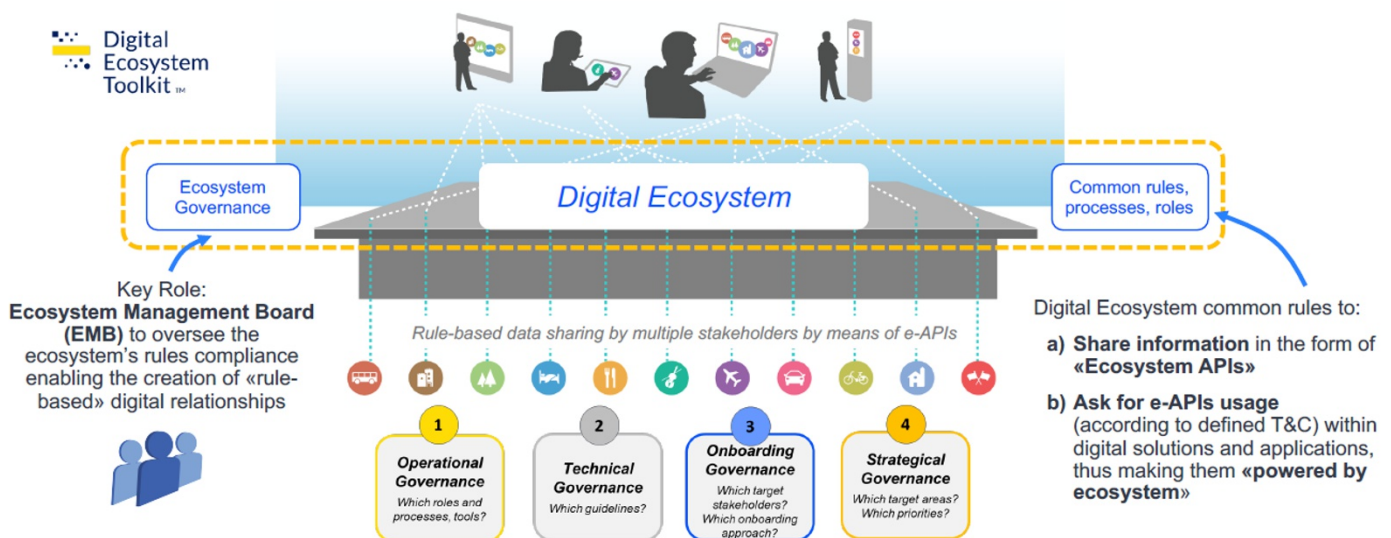 Digital
Ecosystem
Toolkit ™
Ecosystem
Governance
Digital Ecosystem
Common rules,
processes, roles
Key Role:
Ecosystem Management Board
(EMB) to oversee the
ecosystem's rules compliance
enabling the creation of «rule-
based» digital relationships
Rule-based data sharing by multiple stakeholders by means of e-APIs
1
Operational
Governance
Which roles and
processes, tools?
2
Technical
Governance
Which guidelines?
3
Onboarding
Governance
Which target
stakeholders?
Which onboarding
approach?
4
Strategical
Governance
Which target areas?
Which priorities?
Digital Ecosystem common rules to:
a) Share information in the form of
«Ecosystem APIs»
b) Ask for e-APIs usage
(according to defined T&C) within
digital solutions and applications,
thus making them «powered by
ecosystem»